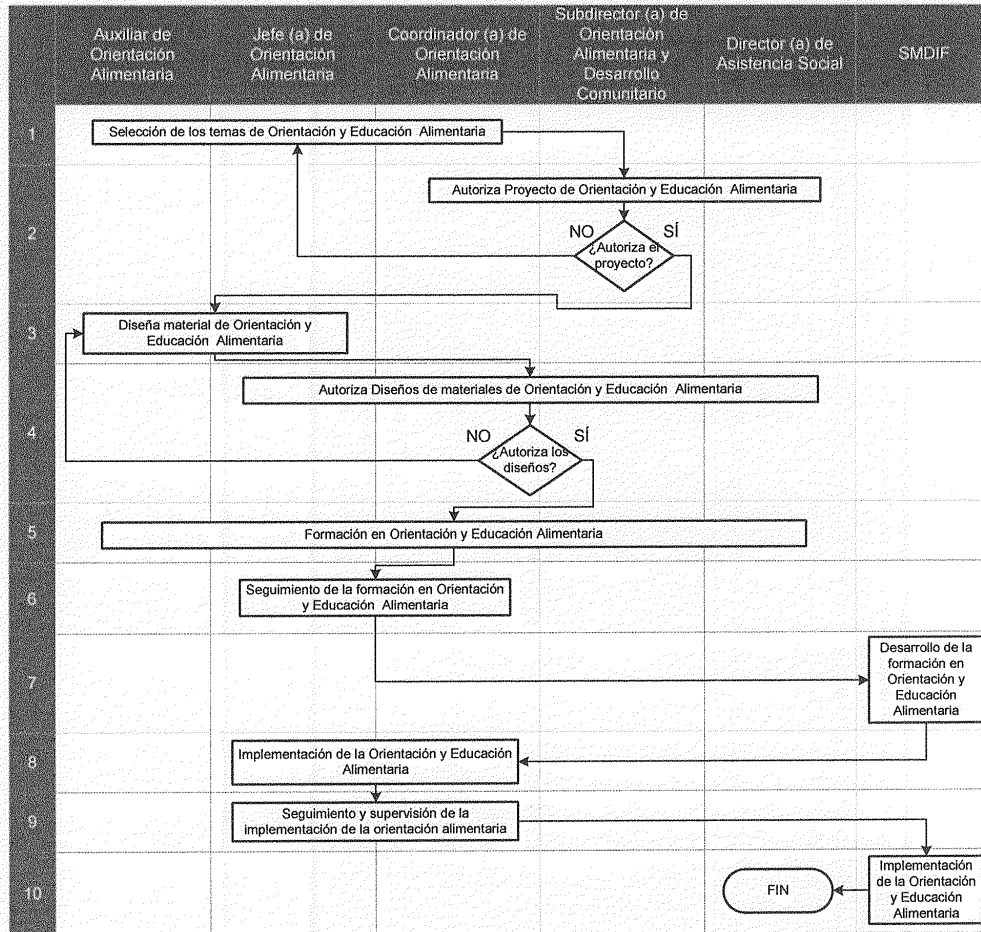 Auxiliar de
Orientación
Alimentaria
Jefe (a) de
Orientación
Alimentaria
Coordinador (a) de
Orientación
Alimentaria
Subdirector (a) de
Orientación
Alimentaria y
Desarrollo
Comunitario
Director (a) de
Asistencia Social
SMDIF
1
Selección de los temas de Orientación y Educación Alimentaria
Autoriza Proyecto de Orientación y Educación Alimentaria
2
NO
SÍ
¿Autoriza el
proyecto?
3
Diseña material de Orientación y
Educación Alimentaria
Autoriza Diseños de materiales de Orientación y Educación Alimentaria
4
NO
SÍ
¿Autoriza los
diseños?
5
Formación en Orientación y Educación Alimentaria
6
Seguimiento de la formación en Orientación
y Educación Alimentaria
7
Desarrollo de la
formación en
Orientación y
Educación
Alimentaria
8
Implementación de la Orientación y Educación
Alimentaria
9
Seguimiento y supervisión de la
implementación de la orientación alimentaria
10
FIN
Implementación
de la Orientación
y Educación
Alimentaria